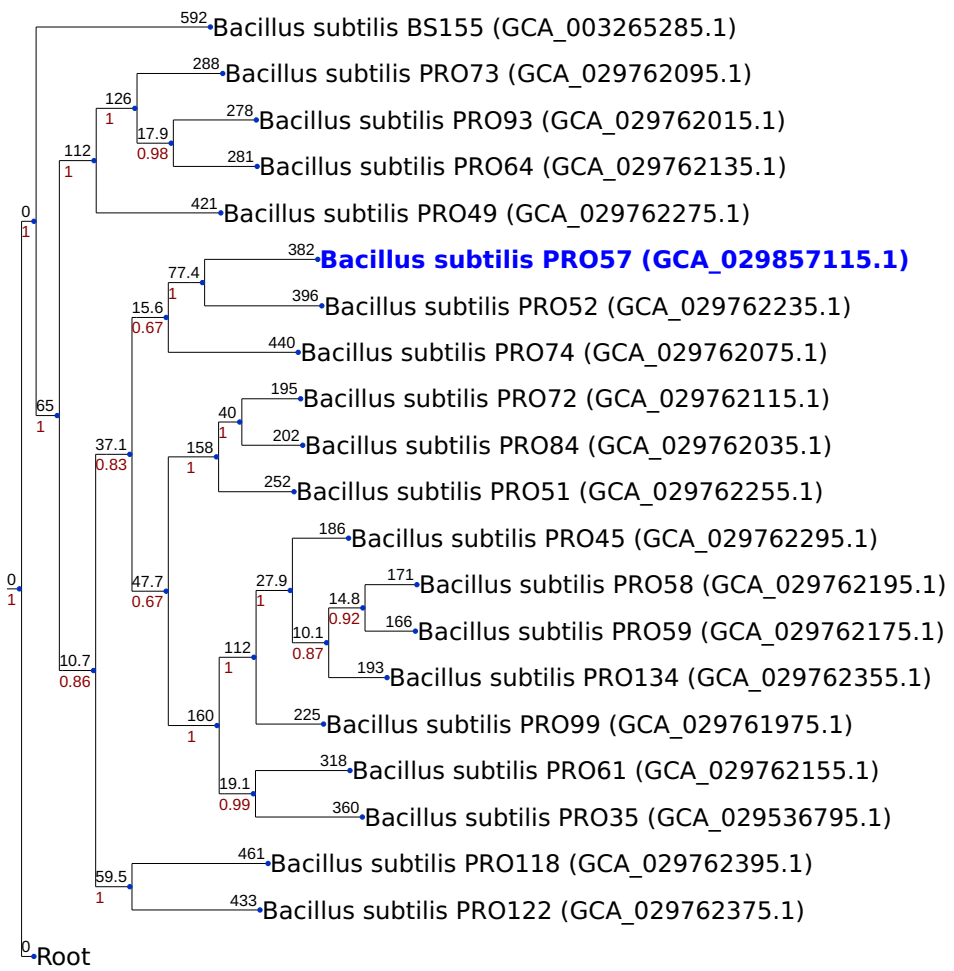 592 Bacillus subtilis BS155 (GCA_003265285.1)
288 Bacillus subtilis PRO73 (GCA_029762095.1)
126
1
278 Bacillus subtilis PRO93 (GCA_029762015.1)
17.9
0.98
281 Bacillus subtilis PRO64 (GCA_029762135.1)
112
1
421 Bacillus subtilis PRO49 (GCA_029762275.1)
0
1
382 Bacillus subtilis PRO57 (GCA_029857115.1)
77.4
1
396 Bacillus subtilis PRO52 (GCA_029762235.1)
15.6
0.67
440 Bacillus subtilis PRO74 (GCA_029762075.1)
195 Bacillus subtilis PRO72 (GCA_029762115.1)
65
1
40
1
202 Bacillus subtilis PRO84 (GCA_029762035.1)
37.1
0.83
158
1
252 Bacillus subtilis PRO51 (GCA_029762255.1)
186 Bacillus subtilis PRO45 (GCA_029762295.1)
0
1
47.7
0.67
27.9
1
171 Bacillus subtilis PRO58 (GCA_029762195.1)
14.8
0.92
166 Bacillus subtilis PRO59 (GCA_029762175.1)
10.1
0.87
112
1
10.7
0.86
193 Bacillus subtilis PRO134 (GCA_029762355.1)
160
1
225 Bacillus subtilis PRO99 (GCA_029761975.1)
318 Bacillus subtilis PRO61 (GCA_029762155.1)
19.1
0.99
360 Bacillus subtilis PRO35 (GCA_029536795.1)
461 Bacillus subtilis PRO118 (GCA_029762395.1)
59.5
1
433 Bacillus subtilis PRO122 (GCA_029762375.1)
0 Root